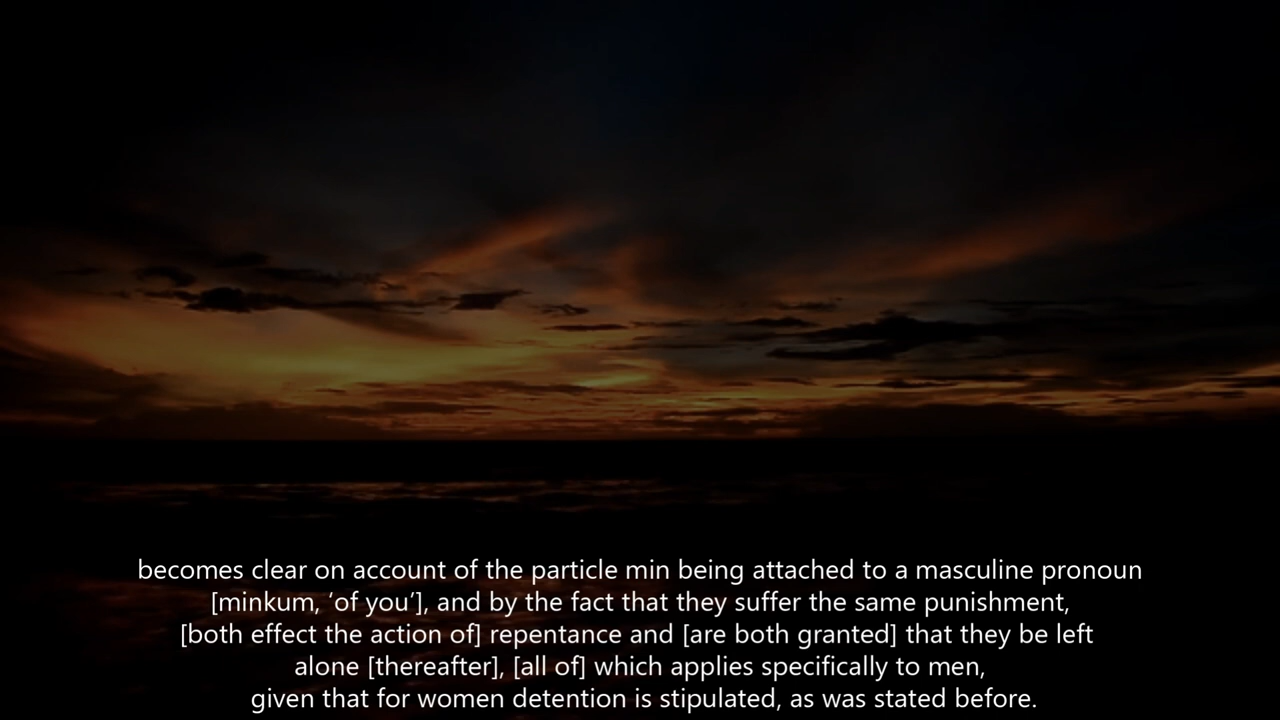 becomes clear on account of the particle min being attached to a masculine pronoun
[minkum, ‘of you’], and by the fact that they suffer the same punishment,
[both effect the action of] repentance and [are both granted] that they be left
alone [thereafter], [all of] which applies specifically to men,
given that for women detention is stipulated, as was stated before.